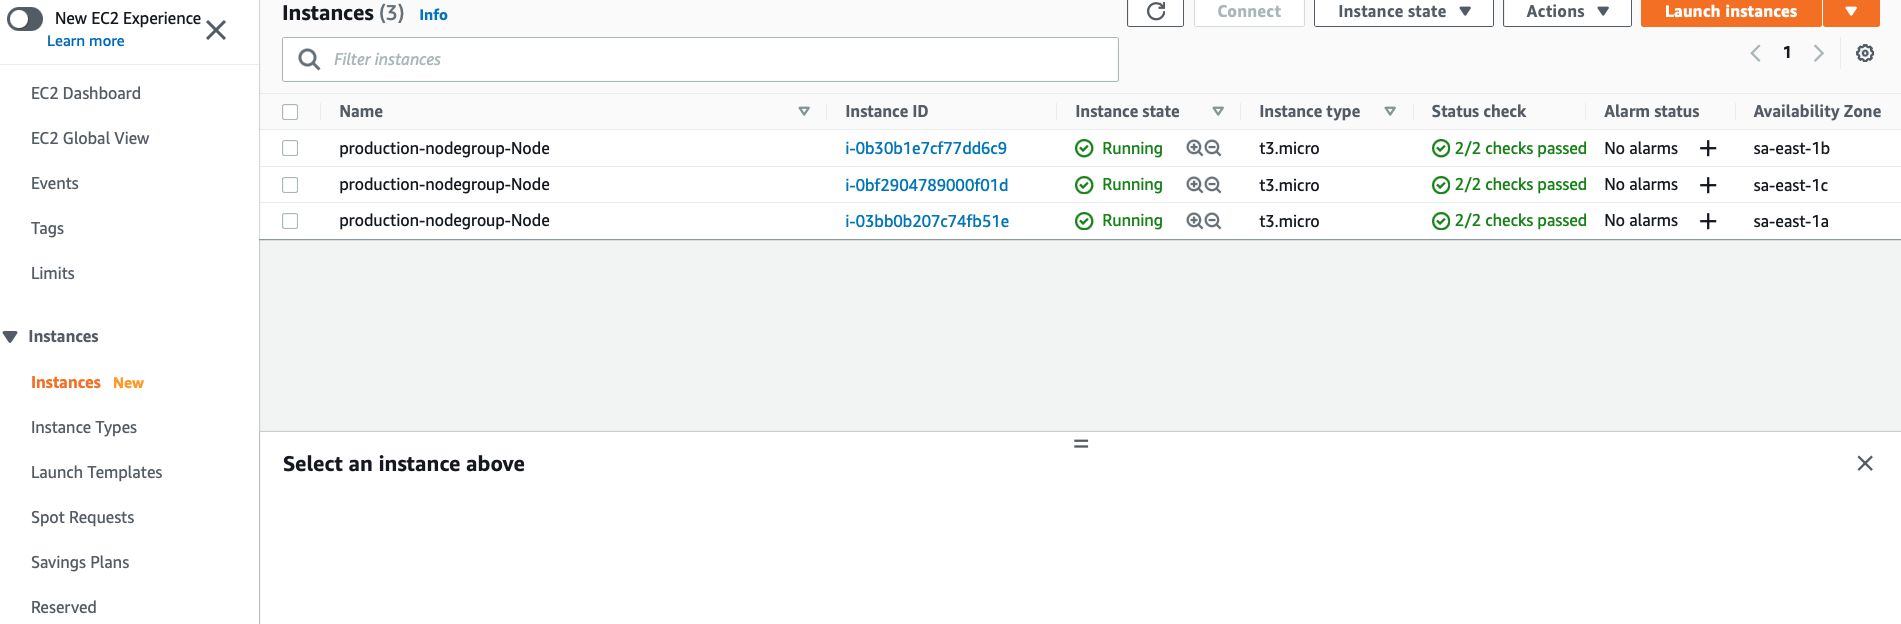 New EC2 Experience
Learn more
EC2 Dashboard
EC2 Global View
Events
Tags
Limits
Instances
Instances New
Instance Types
Launch Templates
Spot Requests
Savings Plans
Reserved
Instances (3) Info
Connect Instance state Actions Launch instances
Filter instances
1
Name Instance ID Instance state Instance type Status check Alarm status Availability Zone
production-nodegroup-Node i-0b30b1e7cf77dd6c9 Running t3.micro 2/2 checks passed No alarms sa-east-1b
production-nodegroup-Node i-0bf2904789000f01d Running t3.micro 2/2 checks passed No alarms sa-east-1c
production-nodegroup-Node i-03bb0b207c74fb51e Running t3.micro 2/2 checks passed No alarms sa-east-1a
Select an instance above